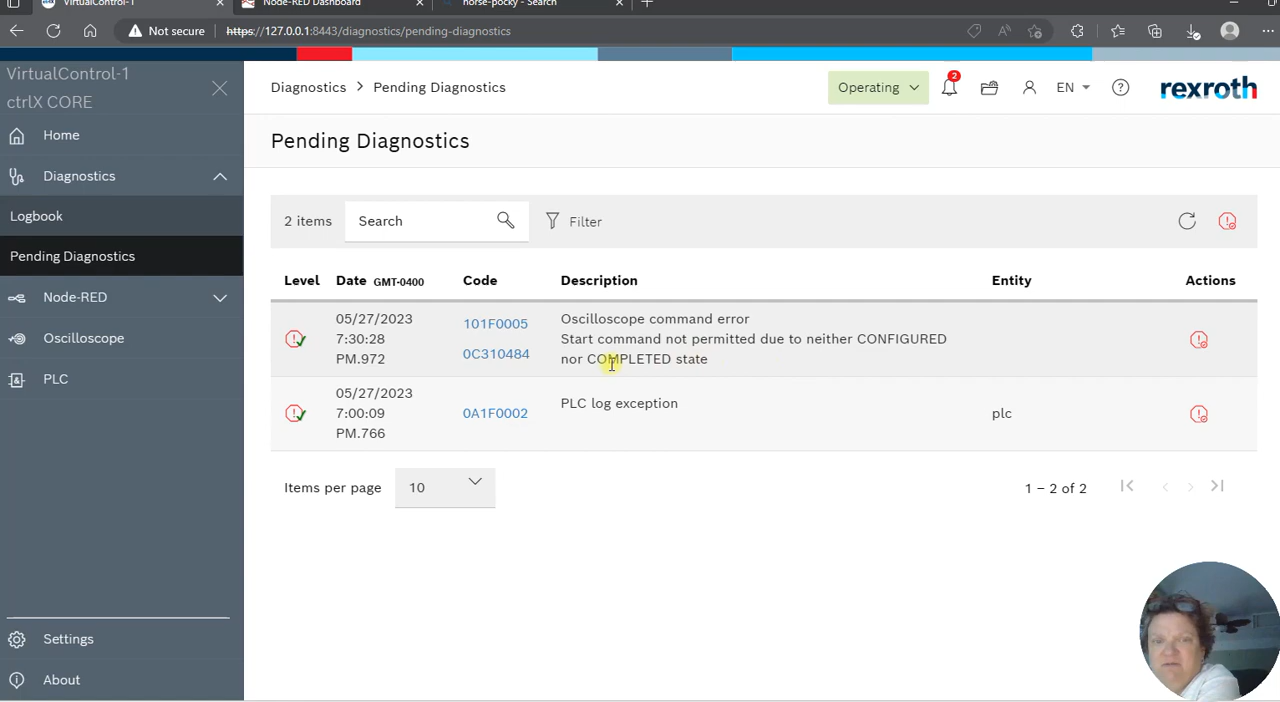 VirtualControl-1
Node-RED Dashboard
horse-pocky - Search
Not secure
https://127.0.0.1:8443/diagnostics/pending-diagnostics
VirtualControl-1
ctrlX CORE
Home
Diagnostics
Logbook
Pending Diagnostics
Node-RED
Oscilloscope
PLC
Settings
About
Diagnostics > Pending Diagnostics
Operating
2
EN
rexroth
Pending Diagnostics
2 items
Search
Filter
Level Date GMT-0400 Code Description Entity Actions
05/27/2023
7:30:28
PM.972
101F0005
0C310484
Oscilloscope command error
Start command not permitted due to neither CONFIGURED
nor COMPLETED state
05/27/2023
7:00:09
PM.766
0A1F0002
PLC log exception
plc
Items per page 10
1 – 2 of 2